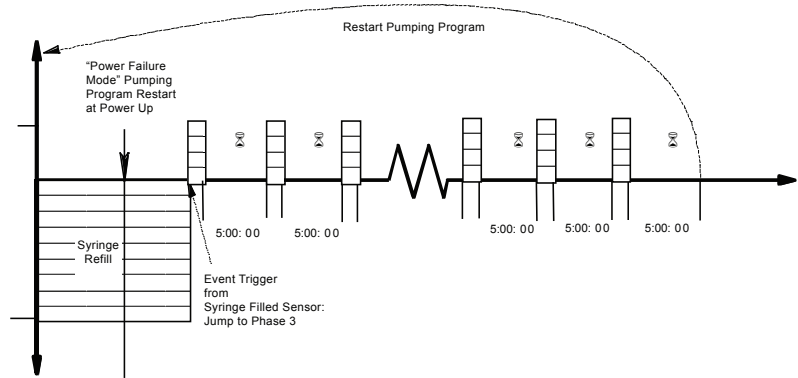 Restart Pumping Program
“Power Failure
Mode” Pumping
Program Restart
at Power Up
5:00: 00
5:00: 00
5:00: 00
5:00: 00
5:00: 00
Syringe
Refill
Event Trigger
from
Syringe Filled Sensor:
Jump to Phase 3